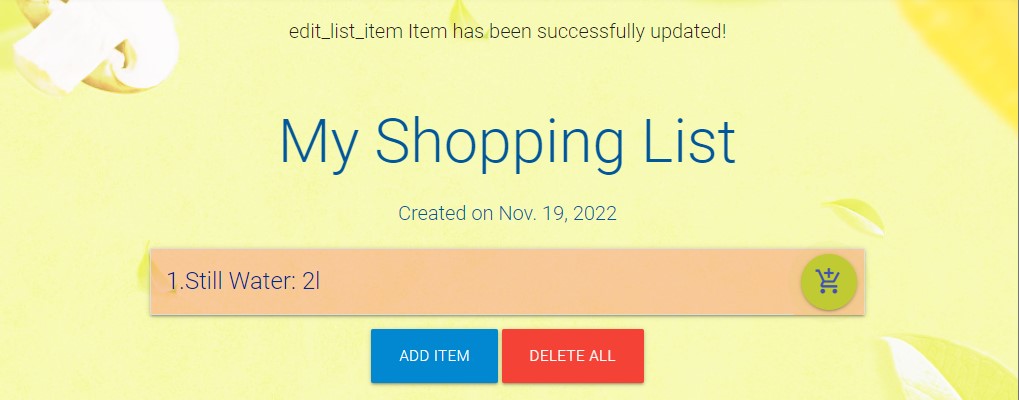 edit_list_item Item has been successfully updated!
My Shopping List
Created on Nov. 19, 2022
1.Still Water: 2l
ADD ITEM DELETE ALL